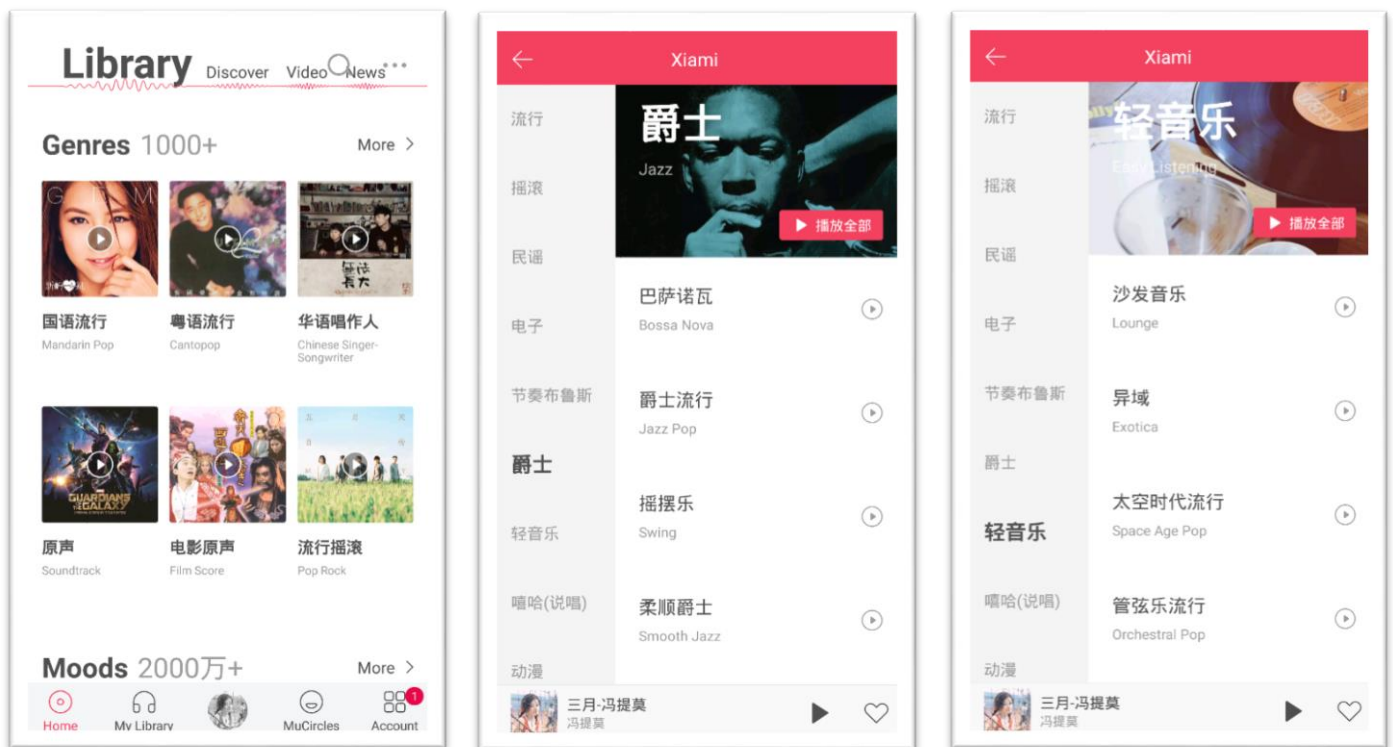 Library Discover Video News
Genres 1000+ More
G.E.M
国语流行 粤语流行 华语唱作人
Mandarin Pop Cantopop Chinese Singer-
Songwriter
GUARDIANS
OF THE
GALAXY
原声 电影原声 流行摇滚
Soundtrack Film Score Pop Rock
Moods 2000万+ More
1
Home My Library MuCircles Account
Xiami
流行
摇滚
民谣
电子
节奏布鲁斯
爵士
轻音乐
嘻哈(说唱)
动漫
爵士
Jazz
播放全部
巴萨诺瓦
Bossa Nova
爵士流行
Jazz Pop
摇摆乐
Swing
柔顺爵士
Smooth Jazz
三月-冯提莫
冯提莫
Xiami
流行
摇滚
民谣
电子
节奏布鲁斯
爵士
轻音乐
嘻哈(说唱)
动漫
轻音乐
Easy Listening
播放全部
沙发音乐
Lounge
异域
Exotica
太空时代流行
Space Age Pop
管弦乐流行
Orchestral Pop
三月-冯提莫
冯提莫